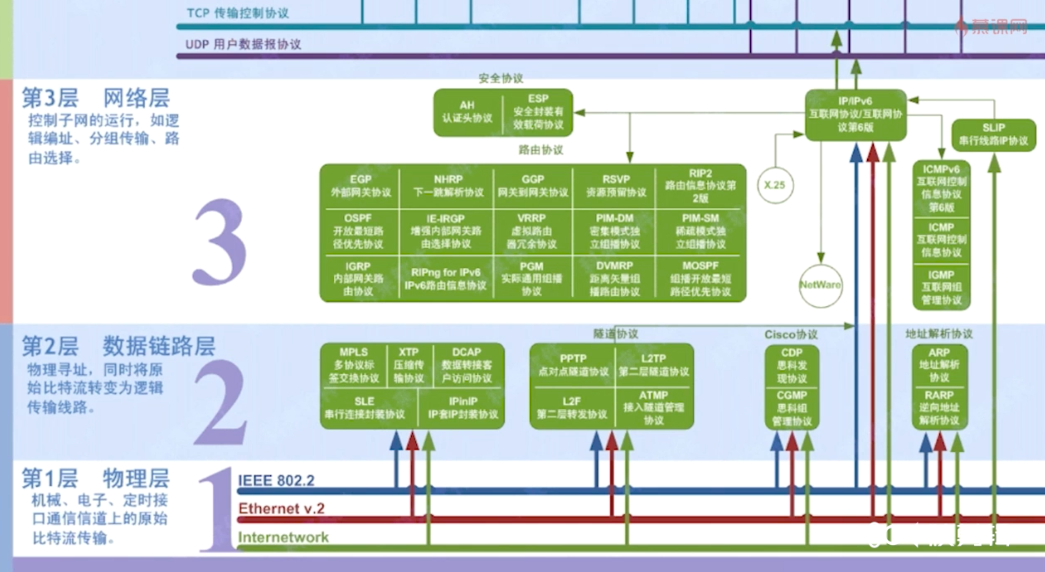 TCP 传输控制协议
慕课网
UDP 用户数据报协议
第3层 网络层
控制子网的运行，如逻
辑编址、分组传输、路
由选择。
3
安全协议
AH
认证头协议
ESP
安全封装有
效载荷协议
IP/IPv6
互联网协议/互联网协
议第6版
SLIP
串行线路IP协议
路由协议
EGP
外部网关协议
NHRP
下一跳解析协议
GGP
网关到网关协议
RSVP
资源预留协议
RIP2
路由信息协议第
2版
OSPF
开放最短路
径优先协议
IE-IRGP
增强内部网关路
由选择协议
VRRP
虚拟路由
器冗余协议
PIM-DM
密集模式独
立组播协议
PIM-SM
稀疏模式独
立组播协议
IGRP
内部网关路
由协议
RIPng for IPv6
IPv6路由信息协议
PGM
实际通用组播
协议
DVMRP
距离矢量组
播路由协议
MOSPF
组播开放最短
路径优先协议
X.25
NetWare
ICMPv6
互联网控制
信息协议
第6版
ICMP
互联网控制
信息协议
IGMP
互联网组
管理协议
第2层 数据链路层
物理寻址，同时将原
始比特流转变为逻辑
传输线路。
2
MPLS
多协议标
签交换协议
XTP
压缩传
输协议
DCAP
数据转接客
户访问协议
SLE
串行连接封装协议
IPinIP
IP套IP封装协议
隧道协议
PPTP
点对点隧道协议
L2TP
第二层隧道协议
L2F
第二层转发协议
ATMP
接入隧道管理
协议
Cisco协议
CDP
思科发
现协议
CGMP
思科组
管理协议
地址解析协议
ARP
地址解析
协议
RARP
逆向地址
解析协议
第1层 物理层
机械、电子、定时接
口通信信道上的原始
比特流传输。
1
IEEE 802.2
Ethernet v.2
Internetwork